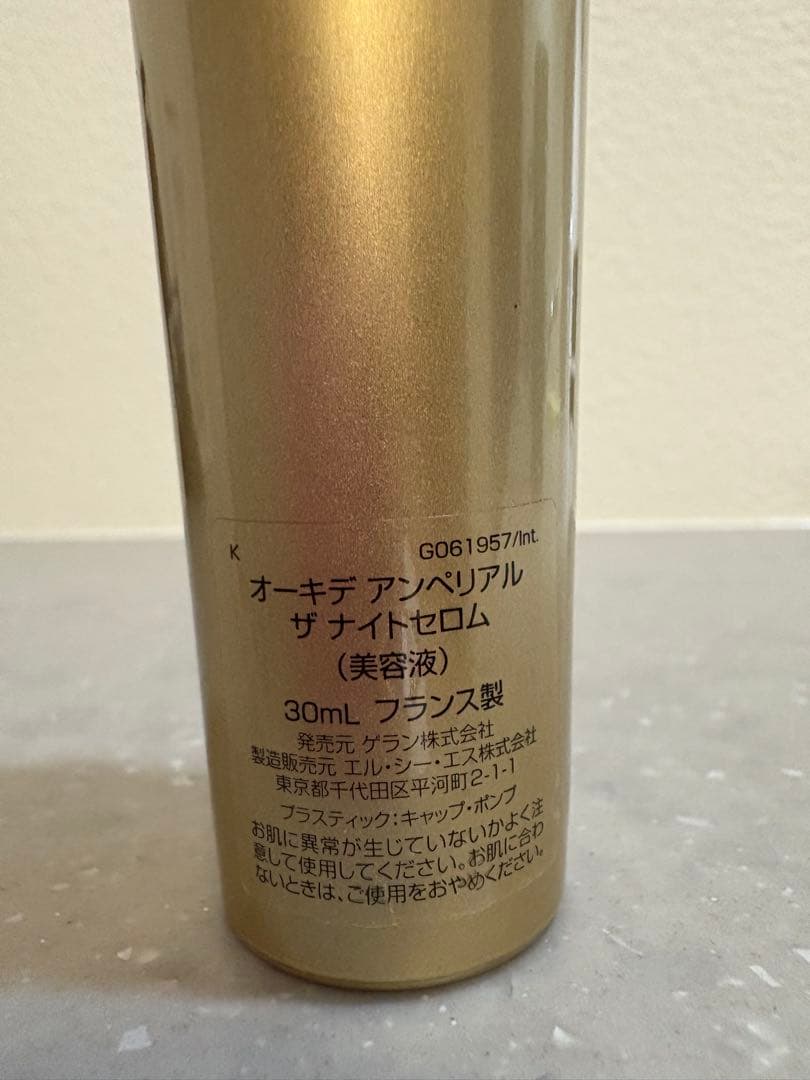 K G061957/Int.
オーキデ アンペリアル
ザ ナイトセロム
(美容液)
30mL フランス製
発売元 ゲラン株式会社
製造販売元 エル・シー・エス株式会社
東京都千代田区平河町2-1-1
プラスティック:キャップ・ポンプ
お肌に異常が生じていないかよく注
意して使用してください。お肌に合わ
ないときは、ご使用をおやめください。